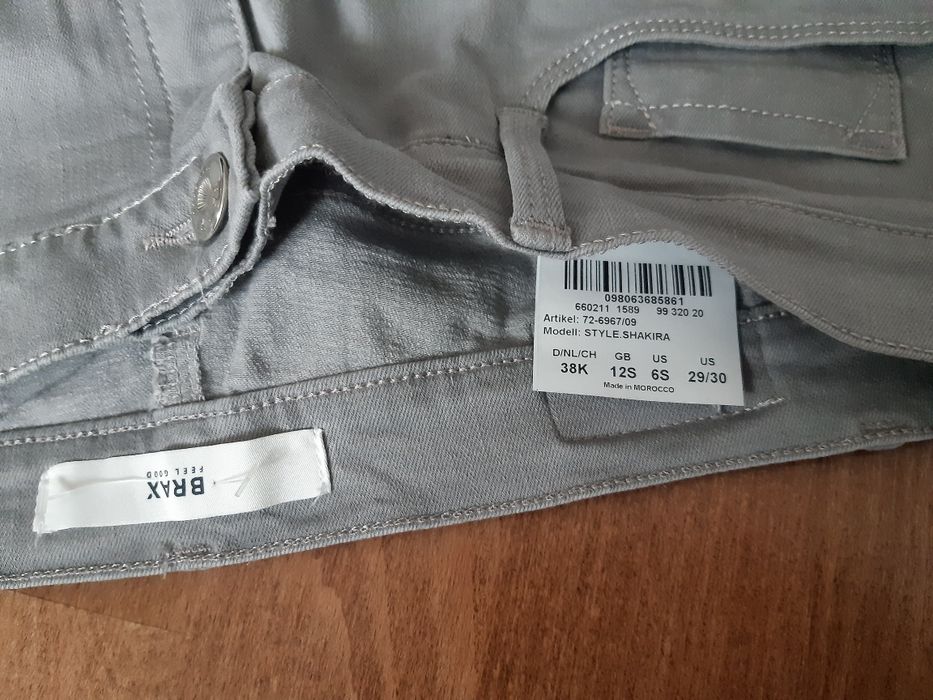 098063685861
660211 1589 99 320 20
Artikel: 72-6967/09
Modell: STYLE.SHAKIRA
D/NL/CH GB US US
38K 12S 6S 29/30
Made in MOROCCO
BRAX
FEEL GOOD